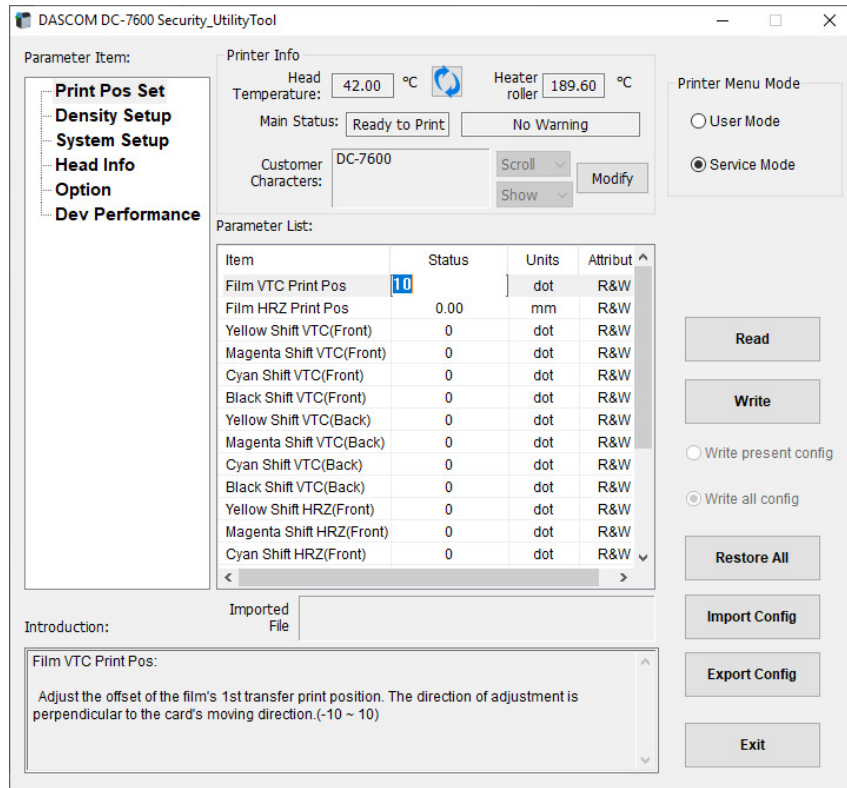 DASCOM DC-7600 Security_UtilityTool
Parameter Item:
Print Pos Set
Density Setup
System Setup
Head Info
Option
Dev Performance
Printer Info
Head Temperature: 42.00 °C
Heater roller 189.60 °C
Main Status: Ready to Print No Warning
Customer Characters: DC-7600
Scroll
Show
Modify
Printer Menu Mode
User Mode
Service Mode
Parameter List:
Item Status Units Attribut
Film VTC Print Pos 10 dot R&W
Film HRZ Print Pos 0.00 mm R&W
Yellow Shift VTC(Front) 0 dot R&W
Magenta Shift VTC(Front) 0 dot R&W
Cyan Shift VTC(Front) 0 dot R&W
Black Shift VTC(Front) 0 dot R&W
Yellow Shift VTC(Back) 0 dot R&W
Magenta Shift VTC(Back) 0 dot R&W
Cyan Shift VTC(Back) 0 dot R&W
Black Shift VTC(Back) 0 dot R&W
Yellow Shift HRZ(Front) 0 dot R&W
Magenta Shift HRZ(Front) 0 dot R&W
Cyan Shift HRZ(Front) 0 dot R&W
Read
Write
Write present config
Write all config
Restore All
Import Config
Export Config
Exit
Imported File
Introduction:
Film VTC Print Pos:
Adjust the offset of the film's 1st transfer print position. The direction of adjustment is
perpendicular to the card's moving direction.(-10 ~ 10)